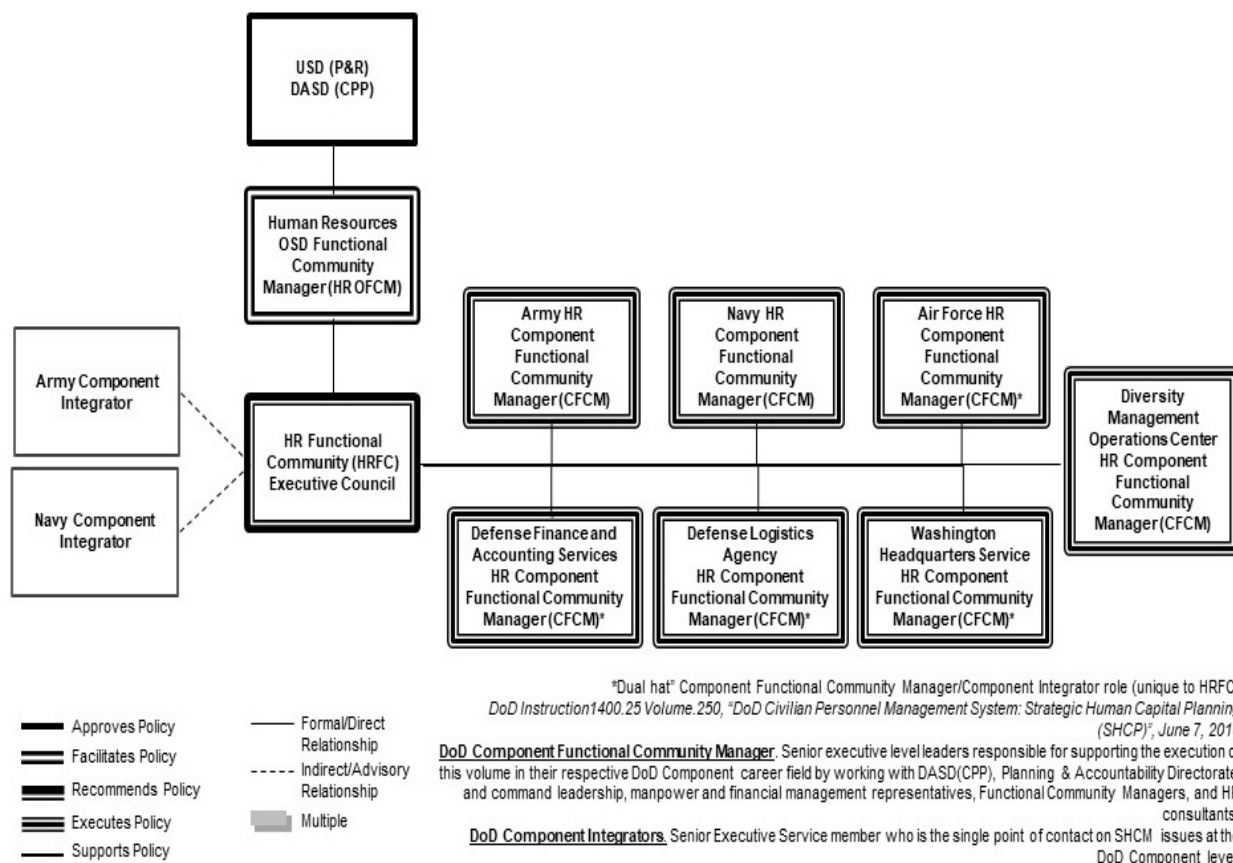 USD (P&R)
DASD (CPP)
Human Resources
OSD Functional
Community
Manager (HR OFCM)
Army HR
Component
Functional
Community
Manager (CFCM)
Navy HR
Component
Functional
Community
Manager (CFCM)
Air Force HR
Component
Functional
Community
Manager (CFCM)*
Army Component
Integrator
Navy Component
Integrator
HR Functional
Community (HRFC)
Executive Council
Diversity
Management
Operations Center
HR Component
Functional
Community
Manager (CFCM)
Defense Finance and
Accounting Services
HR Component
Functional Community
Manager (CFCM)*
Defense Logistics
Agency
HR Component
Functional Community
Manager (CFCM)*
Washington
Headquarters Service
HR Component
Functional Community
Manager (CFCM)*
Approves Policy
Facilitates Policy
Recommends Policy
Executes Policy
Supports Policy
Formal/Direct
Relationship
Indirect/Advisory
Relationship
Multiple
*Dual hat" Component Functional Community Manager/Component Integrator role (unique to HRFC
DoD Instruction1400.25 Volume.250, "DoD Civilian Personnel Management System: Strategic Human Capital Planning
(SHCP)", June 7, 201
DoD Component Functional Community Manager. Senior executive level leaders responsible for supporting the execution o
this volume in their respective DoD Component career field by working with DASD(CPP), Planning & Accountability Directorate
and command leadership, manpower and financial management representatives, Functional Community Managers, and H
consultants
DoD Component Integrators. Senior Executive Service member who is the single point of contact on SHCM issues at th
DoD Component leve